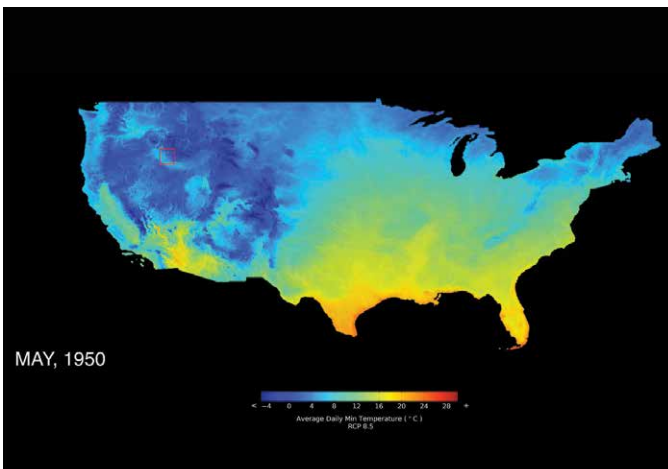 MAY, 1950
< −4 0 4 8 12 16 20 24 28 +
Average Daily Min Temperature ( ° C )
RCP 8.5